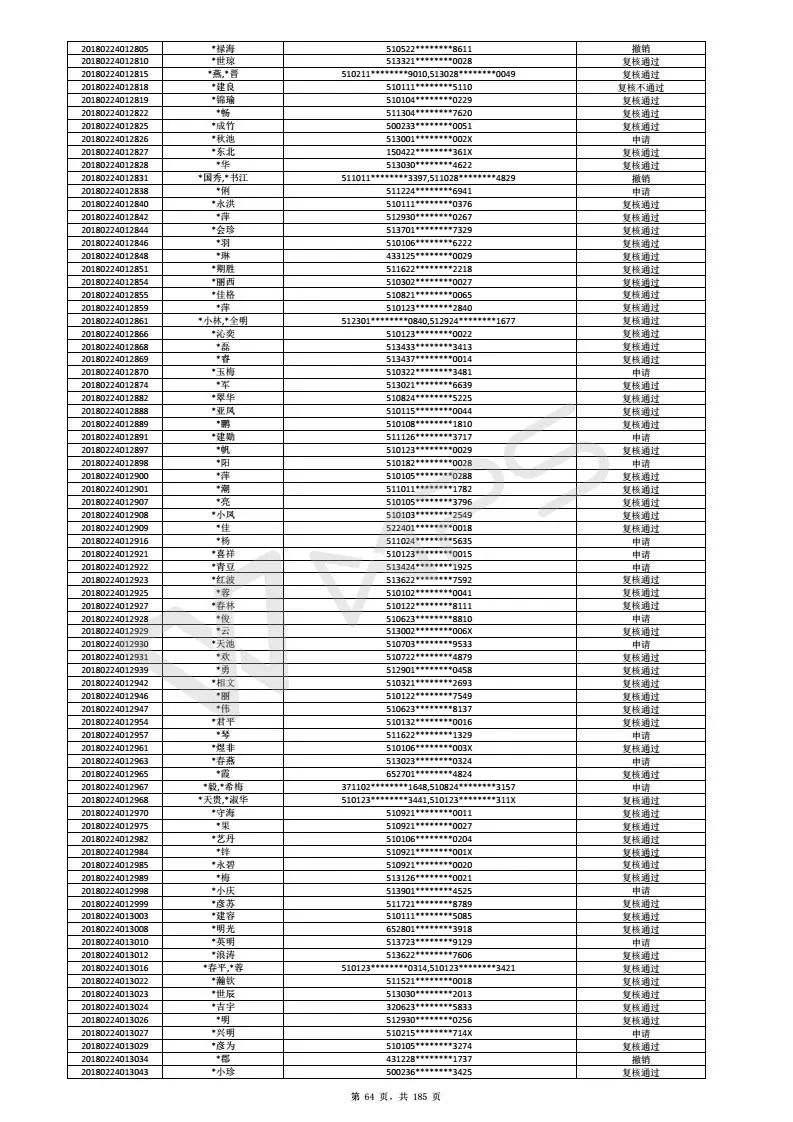 20180224012805 *禄海 510522********8611 撤销
20180224012810 *世琼 513321********0028 复核通过
20180224012815 *燕,*晋 510211********9010,513028********0049 复核通过
20180224012818 *建良 510111********5110 复核不通过
20180224012819 *锦瑜 510104********0229 复核通过
20180224012822 *畅 511304********7620 复核通过
20180224012825 *成竹 500233********0051 复核通过
20180224012826 *秋池 513001********002X 申请
20180224012827 *东北 150422********361X 复核通过
20180224012828 *华 513030********4622 复核通过
20180224012831 *国秀,*书江 511011********3397,511028********4829 撤销
20180224012838 *俐 511224********6941 申请
20180224012840 *永洪 510111********0376 复核通过
20180224012842 *萍 512930********0267 复核通过
20180224012844 *会珍 513701********7329 复核通过
20180224012846 *羽 510106********6222 复核通过
20180224012848 *琳 433125********0029 复核通过
20180224012851 *期胜 511622********2218 复核通过
20180224012854 *丽西 510302********0027 复核通过
20180224012855 *佳格 510821********0065 复核通过
20180224012859 *萍 510123********2840 复核通过
20180224012861 *小林,*全明 512301********0840,512924********1677 复核通过
20180224012866 *沁奕 510123********0022 复核通过
20180224012868 *磊 513433********3413 复核通过
20180224012869 *睿 513437********0014 复核通过
20180224012870 *玉梅 510322********3481 申请
20180224012874 *军 513021********6639 复核通过
20180224012882 *翠华 510824********5225 复核通过
20180224012888 *亚凤 510115********0044 复核通过
20180224012889 *鹏 510108********1810 复核通过
20180224012891 *建勋 511126********3717 申请
20180224012897 *帆 510123********0029 复核通过
20180224012898 *阳 510182********0028 申请
20180224012900 *萍 510105********0288 复核通过
20180224012901 *潮 511011********1782 复核通过
20180224012907 *亮 510105********3796 复核通过
20180224012908 *小凤 510103********2549 复核通过
20180224012909 *佳 522401********0018 复核通过
20180224012916 *杨 511024********5635 申请
20180224012921 *喜祥 510123********0015 申请
20180224012922 *青豆 513424********1925 申请
20180224012923 *红波 513622********7592 复核通过
20180224012925 *蓉 510102********0041 复核通过
20180224012927 *春林 510122********8111 复核通过
20180224012928 *俊 510623********8810 申请
20180224012929 *云 513002********006X 复核通过
20180224012930 *天池 510703********9533 申请
20180224012931 *欢 510722********4879 复核通过
20180224012939 *勇 512901********0458 复核通过
20180224012942 *相文 510321********2693 复核通过
20180224012946 *丽 510122********7549 复核通过
20180224012947 *伟 510623********8137 复核通过
20180224012954 *君平 510132********0016 复核通过
20180224012957 *琴 511622********1329 申请
20180224012961 *煜非 510106********003X 复核通过
20180224012963 *春燕 513023********0324 申请
20180224012965 *霞 652701********4824 复核通过
20180224012967 *毅,*希梅 371102********1648,510824********3157 申请
20180224012968 *天贵,*淑华 510123********3441,510123********311X 复核通过
20180224012970 *守海 510921********0011 复核通过
20180224012975 *果 510921********0027 复核通过
20180224012982 *艺丹 510106********0204 复核通过
20180224012984 *锌 510921********001X 复核通过
20180224012985 *永碧 510921********0020 复核通过
20180224012989 *梅 513126********0021 复核通过
20180224012998 *小庆 513901********4525 申请
20180224012999 *彦苏 511721********8789 复核通过
20180224013003 *建容 510111********5085 复核通过
20180224013008 *明光 652801********3918 复核通过
20180224013010 *英明 513723********9129 申请
20180224013012 *浪涛 513622********7606 复核通过
20180224013016 *春平,*蓉 510123********0314,510123********3421 复核通过
20180224013022 *瀚钦 511521********0018 复核通过
20180224013023 *世辰 513030********2013 复核通过
20180224013024 *吉宇 320623********5833 复核通过
20180224013026 *明 512930********0256 复核通过
20180224013027 *兴明 510215********714X 申请
20180224013029 *彦为 510105********3274 复核通过
20180224013034 *郡 431228********1737 撤销
20180224013043 *小珍 500236********3425 复核通过
第 64 页，共 185 页